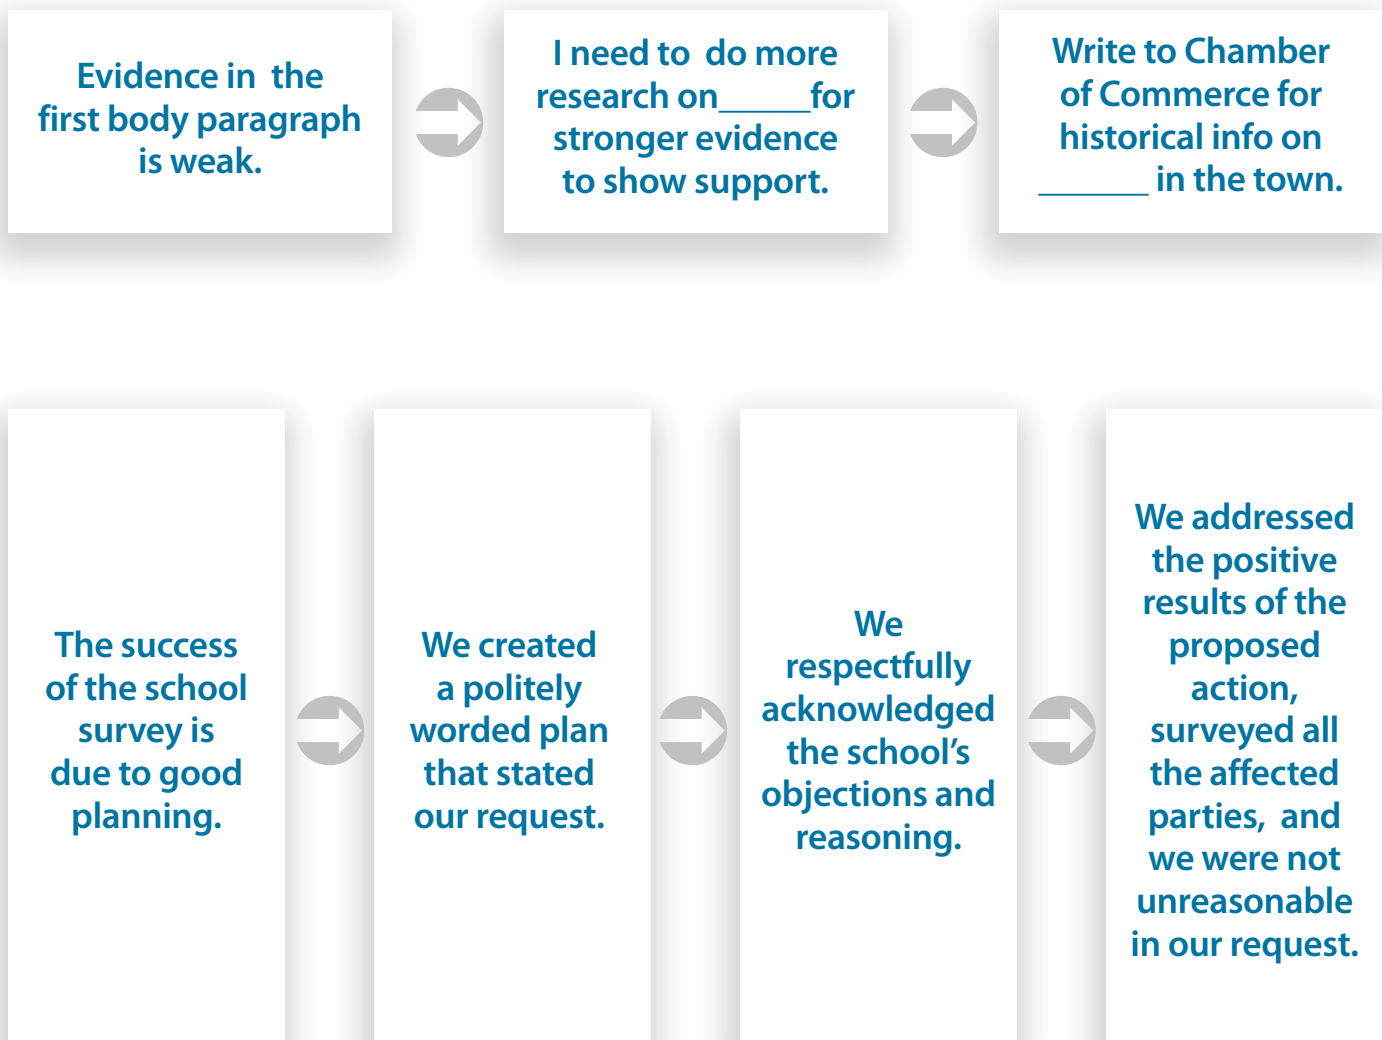 Evidence in the
first body paragraph
is weak.
I need to do more
research on_____for
stronger evidence
to show support.
Write to Chamber
of Commerce for
historical info on
______ in the town.
The success
of the school
survey is
due to good
planning.
We created
a politely
worded plan
that stated
our request.
We
respectfully
acknowledged
the school’s
objections and
reasoning.
We addressed
the positive
results of the
proposed
action,
surveyed all
the affected
parties, and
we were not
unreasonable
in our request.